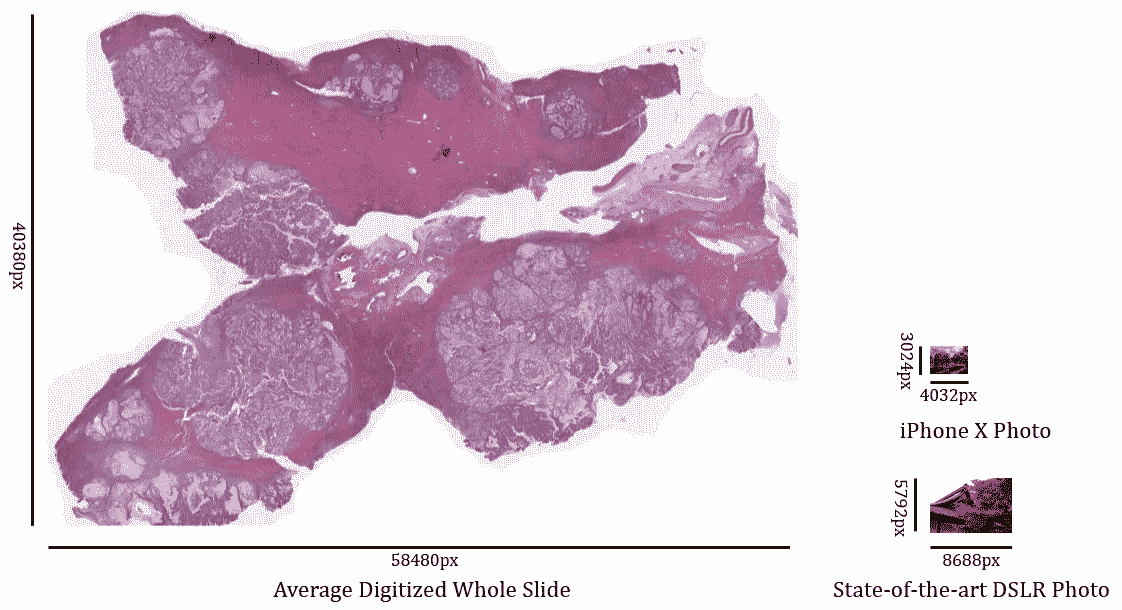 40380px
58480px
Average Digitized Whole Slide
3024px
4032px
iPhone X Photo
5792px
8688px
State-of-the-art DSLR Photo